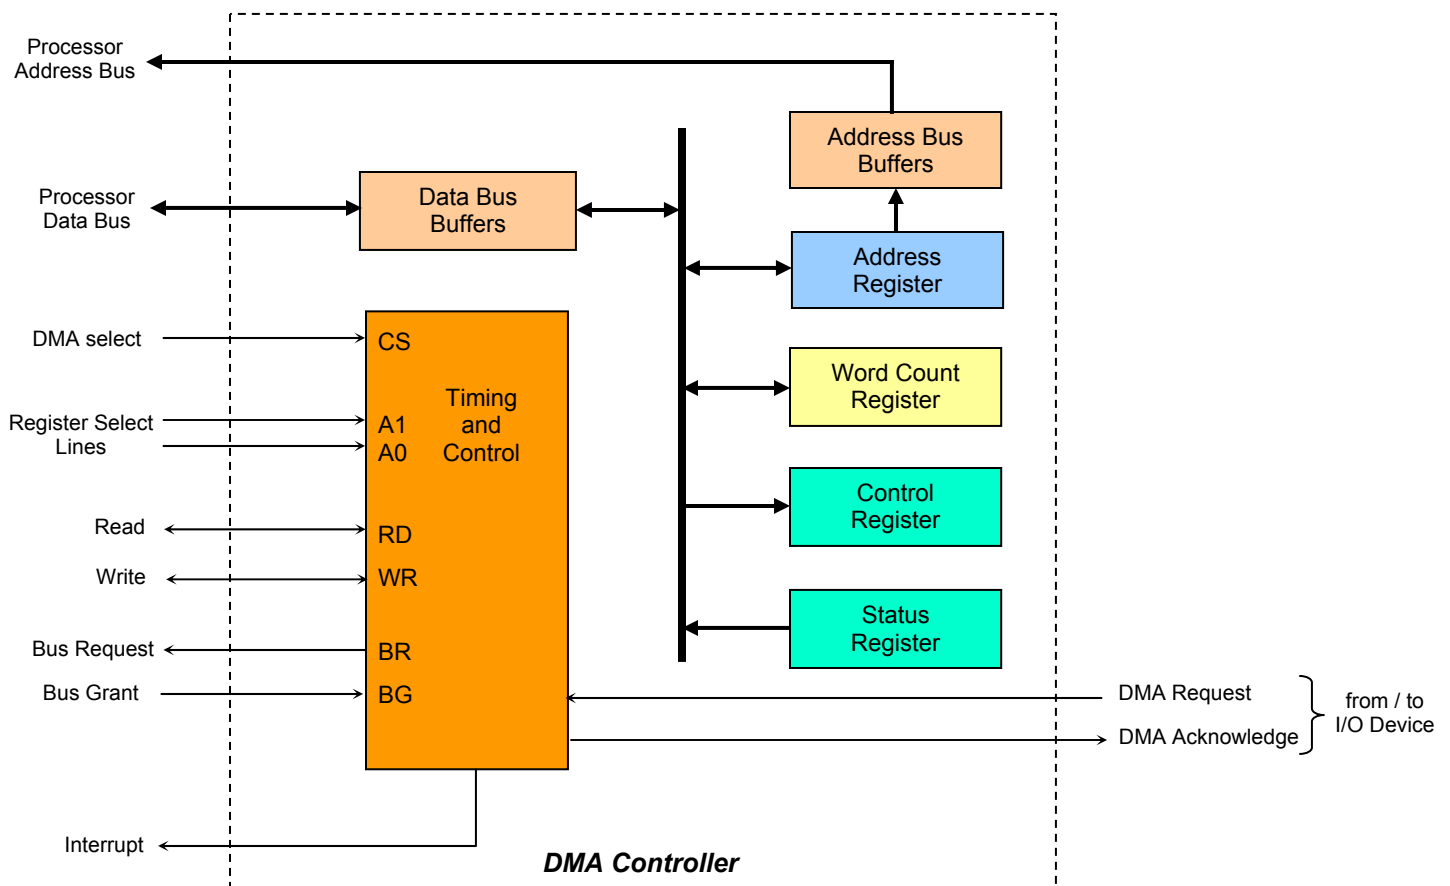 Processor
Address Bus
Address Bus
Buffers
Processor
Data Bus
Data Bus
Buffers
Address
Register
DMA select
CS
Word Count
Register
Timing
and
Control
Register Select
Lines
A1
A0
Control
Register
Read
RD
Write
WR
Status
Register
Bus Request
BR
Bus Grant
BG
DMA Request
DMA Acknowledge
from / to
I/O Device
Interrupt
DMA Controller